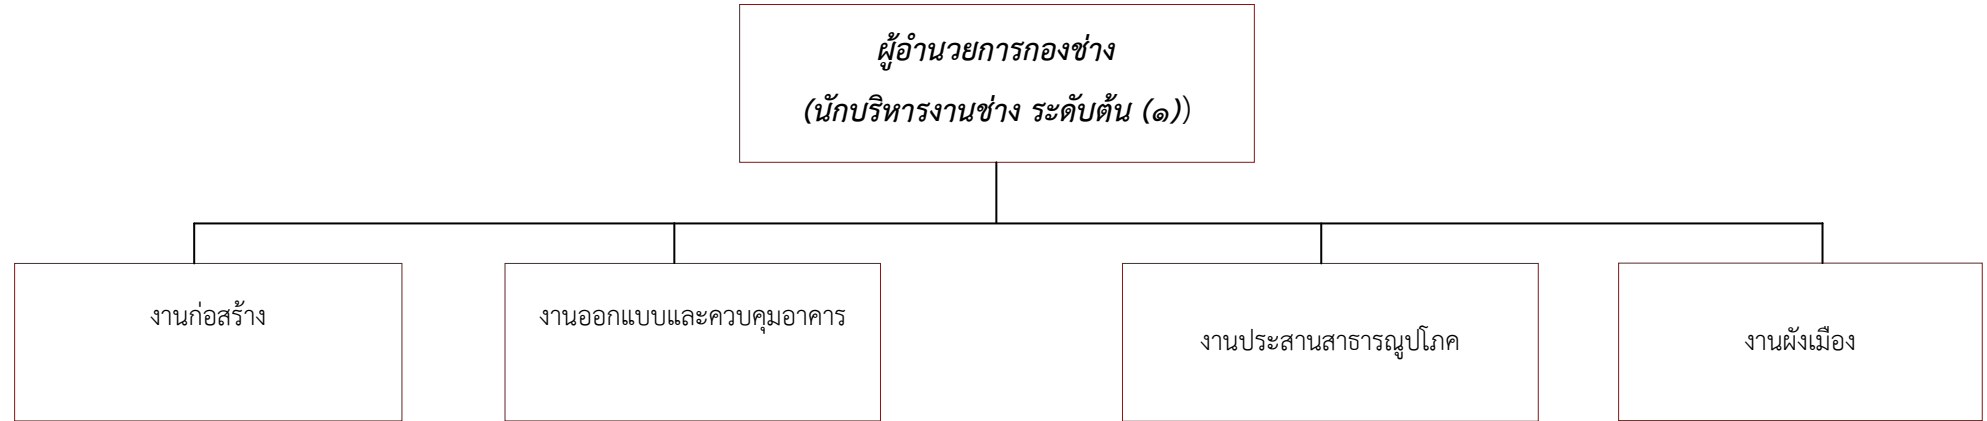 ผู้อำนวยการกองช่าง
(นักบริหารงานช่าง ระดับต้น (๑))
งานก่อสร้าง
งานออกแบบและควบคุมอาคาร
งานประสานสาธารณูปโภค
งานผังเมือง